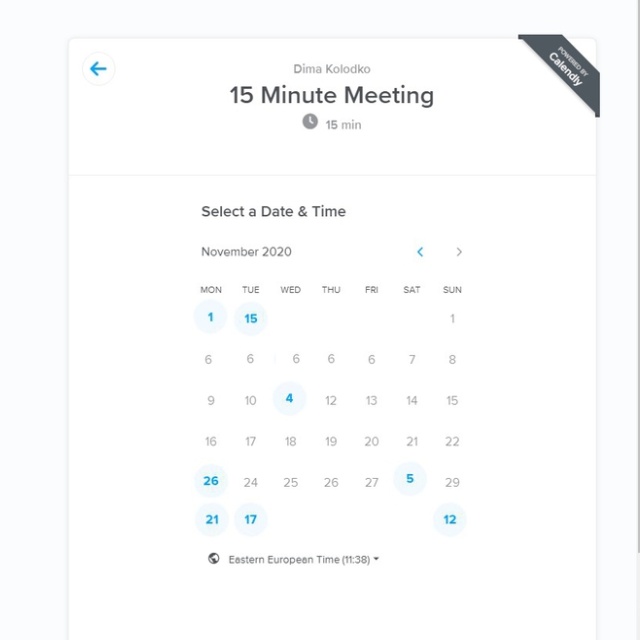 POWERED BY
Calendly
Dima Kolodko
15 Minute Meeting
15 min
Select a Date & Time
November 2020
MON TUE WED THU FRI SAT SUN
1 15 1
6 6 6 6 6 7 8
9 10 4 12 13 14 15
16 17 18 19 20 21 22
26 24 25 26 27 5 29
21 17 12
Eastern European Time (11:38)